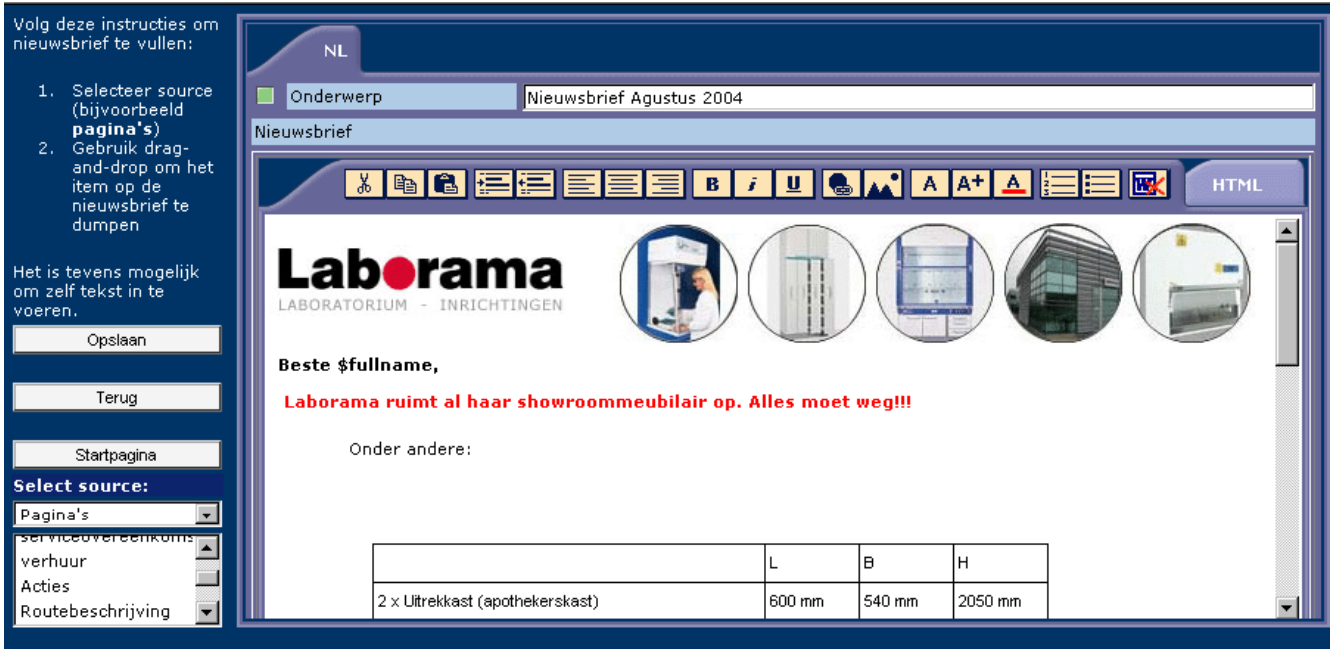 Volg deze instructies om
nieuwsbrief te vullen:
1. Selecteer source
(bijvoorbeeld
pagina's)
2. Gebruik drag-
and-drop om het
item op de
nieuwsbrief te
dumpen
Het is tevens mogelijk
om zelf tekst in te
voeren.
Opslaan
Terug
Startpagina
Select source:
Pagina's
verhuur
Acties
Routebeschrijving
NL
Onderwerp Nieuwsbrief Agustus 2004
Nieuwsbrief
B i U A A+ A HTML
Laborama
LABORATORIUM - INRICHTINGEN
Beste $fullname,
Laborama ruimt al haar showroommeubilair op. Alles moet weg!!!
Onder andere:
L B H
2 x Uitrekkast (apothekerskast) 600 mm 540 mm 2050 mm